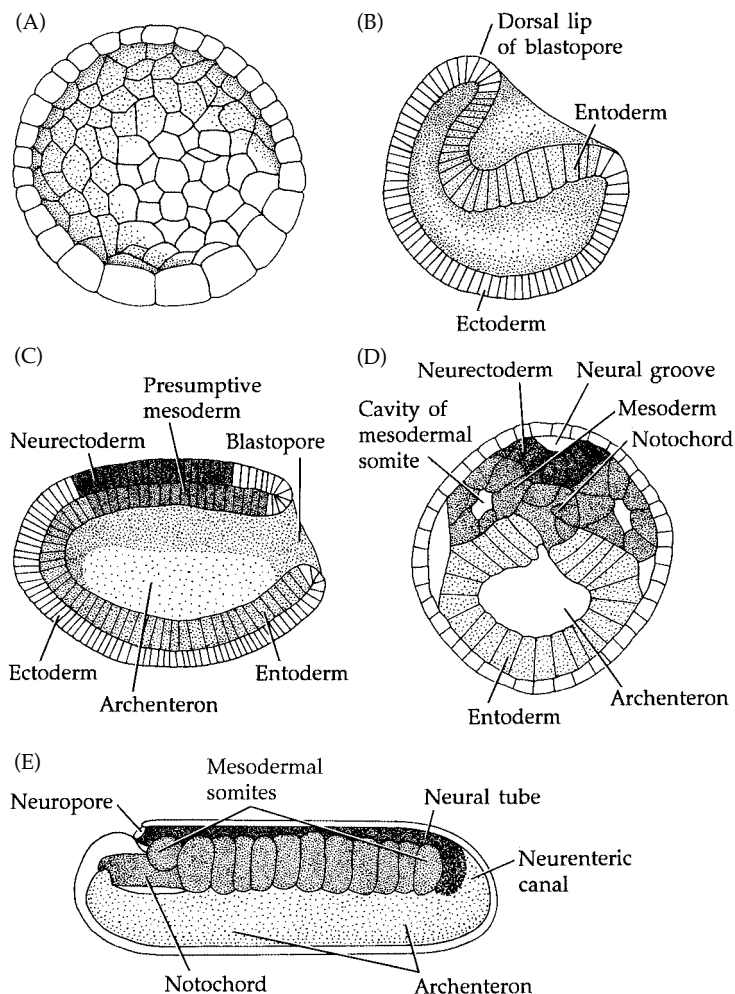 (A)
(B)
Dorsal lip
of blastopore
Entoderm
Ectoderm
(C)
Presumptive
mesoderm
Neurectoderm
Blastopore
Ectoderm
Entoderm
Archenteron
(D)
Neurectoderm
Neural groove
Cavity of
mesodermal
somite
Mesoderm
Notochord
Archenteron
Entoderm
(E)
Mesodermal
somites
Neuropore
Neural tube
Neurenteric
canal
Notochord
Archenteron